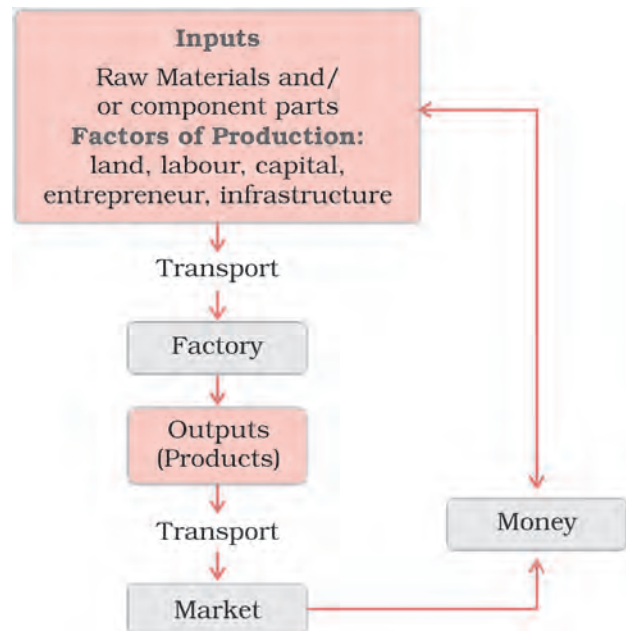 Inputs
Raw Materials and/
or component parts
Factors of Production:
land, labour, capital,
entrepreneur, infrastructure
Transport
Factory
Outputs
(Products)
Transport
Money
Market